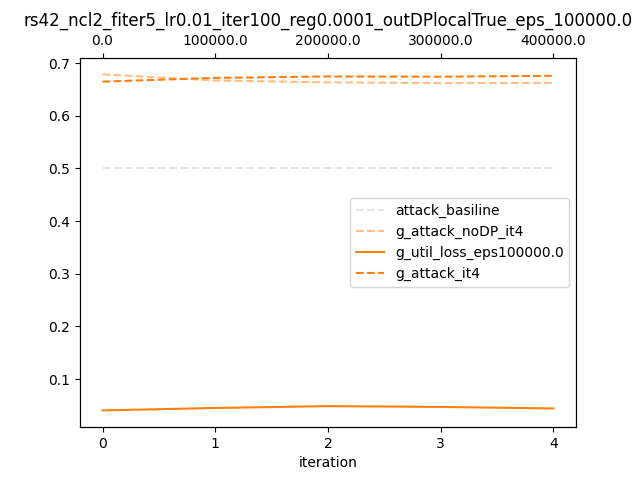 rs42_ncl2_fiter5_lr0.01_iter100_reg0.0001_outDPlocalTrue_eps_100000.0
0.0 100000.0 200000.0 300000.0 400000.0
0.7
0.6
0.5
0.4
0.3
0.2
0.1
attack_basiline
g_attack_noDP_it4
g_util_loss_eps100000.0
g_attack_it4
0 1 2 3 4
iteration